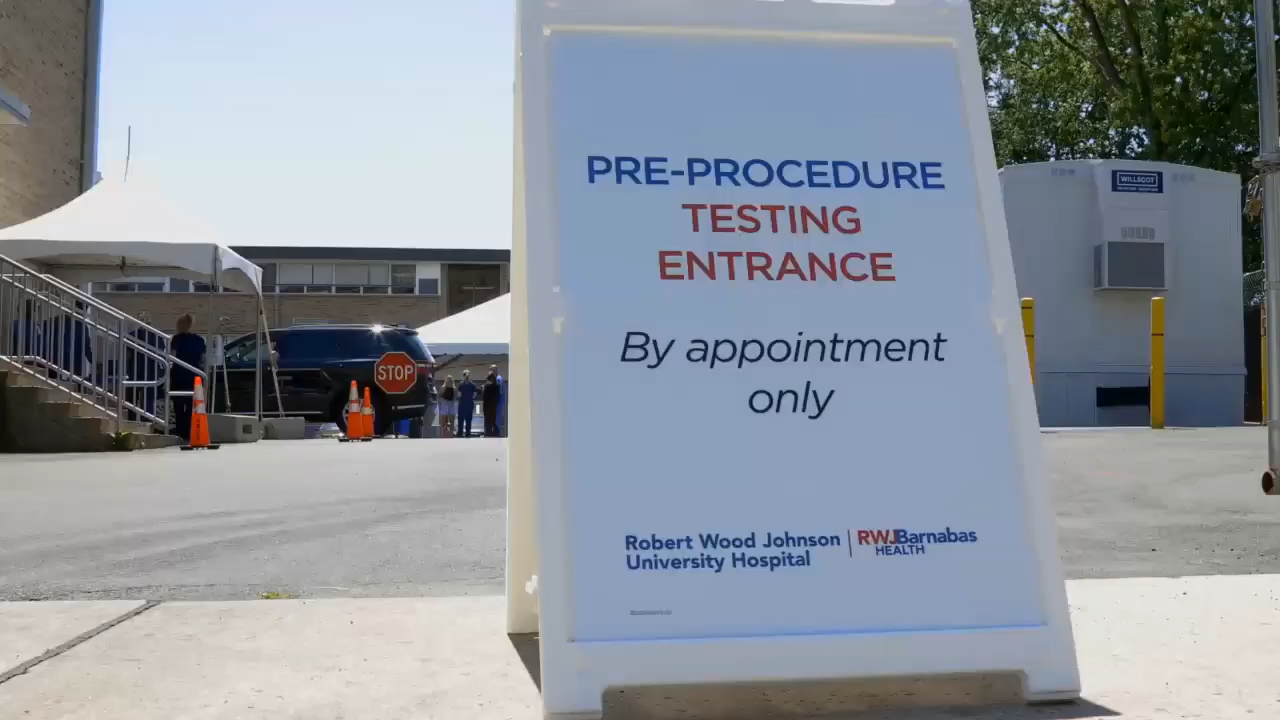 PRE-PROCEDURE
TESTING
ENTRANCE
By appointment
only
Robert Wood Johnson
University Hospital
RWJBarnabas
HEALTH
STOP
WILLSCOT